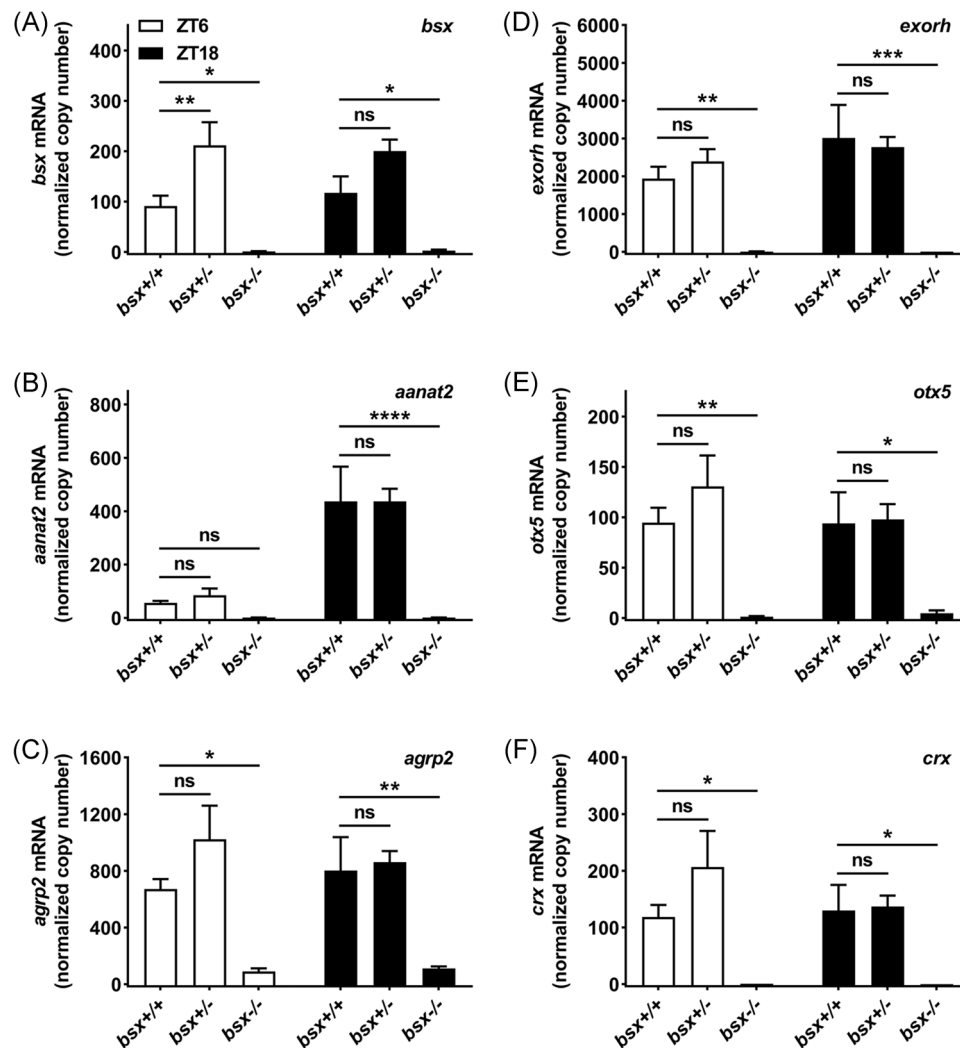 (A)
ZT6
ZT18
bsx
bsx mRNA
(normalized copy number)
400
300
200
100
0
*
**
*
ns
bsx+/+
bsx+/-
bsx-/-
bsx+/+
bsx+/-
bsx-/-
(B)
aanat2
aanat2 mRNA
(normalized copy number)
800
600
400
200
0
ns
ns
****
ns
bsx+/+
bsx+/-
bsx-/-
bsx+/+
bsx+/-
bsx-/-
(C)
agrp2
agrp2 mRNA
(normalized copy number)
1600
1200
800
400
0
*
ns
**
ns
bsx+/+
bsx+/-
bsx-/-
bsx+/+
bsx+/-
bsx-/-
(D)
exorh
exorh mRNA
(normalized copy number)
6000
5000
4000
3000
2000
1000
0
**
ns
***
ns
bsx+/+
bsx+/-
bsx-/-
bsx+/+
bsx+/-
bsx-/-
(E)
otx5
otx5 mRNA
(normalized copy number)
200
150
100
50
0
**
ns
*
ns
bsx+/+
bsx+/-
bsx-/-
bsx+/+
bsx+/-
bsx-/-
(F)
crx
crx mRNA
(normalized copy number)
400
300
200
100
0
*
ns
*
ns
bsx+/+
bsx+/-
bsx-/-
bsx+/+
bsx+/-
bsx-/-